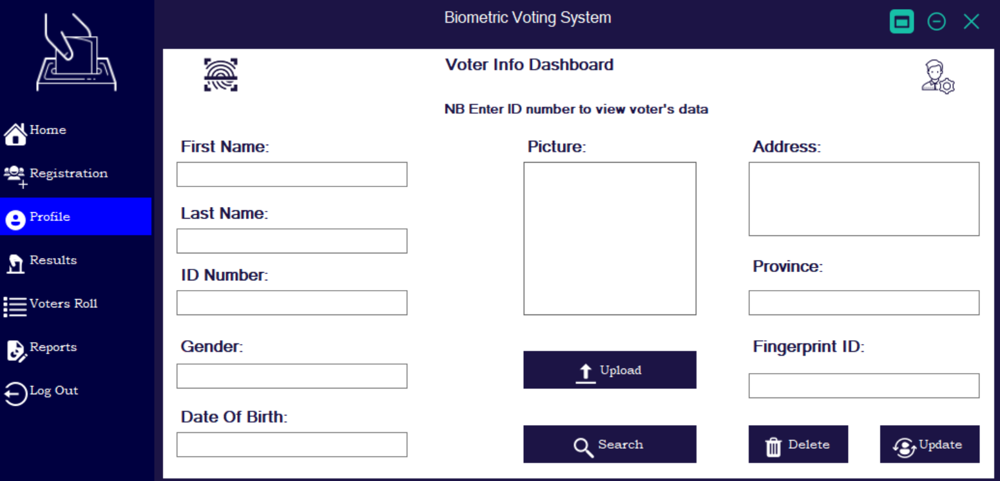 Biometric Voting System
Home
Registration
Profile
Results
Voters Roll
Reports
Log Out
Voter Info Dashboard
NB Enter ID number to view voter's data
First Name:
Last Name:
ID Number:
Gender:
Date Of Birth:
Picture:
Upload
Search
Address:
Province:
Fingerprint ID:
Delete
Update